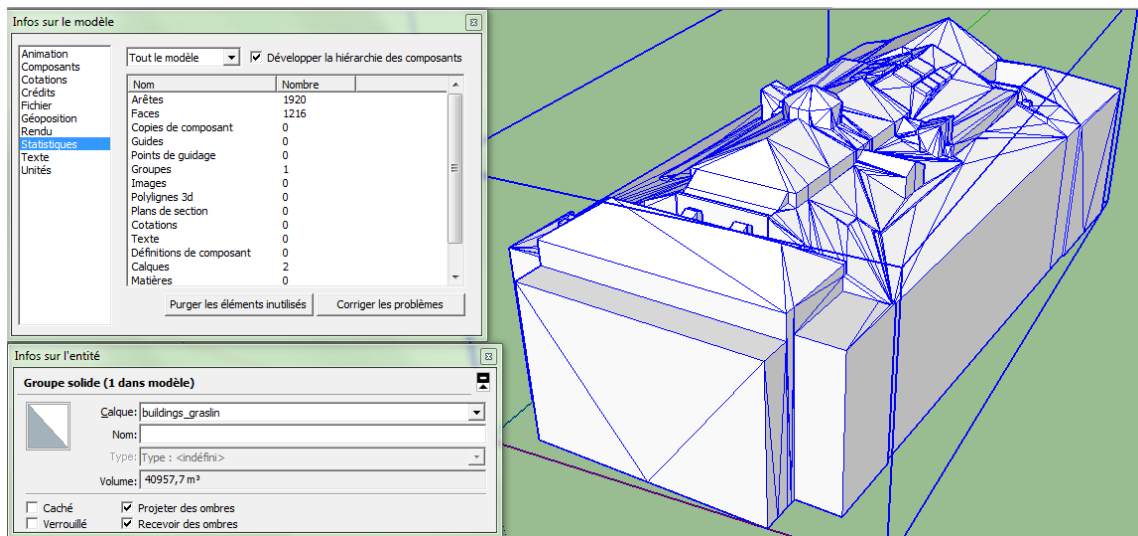 Infos sur le modèle
Animation
Composants
Cotations
Crédits
Fichier
Géoposition
Rendu
Statistiques
Texte
Unités
Tout le modèle Développer la hiérarchie des composants
Nom Nombre
Arêtes 1920
Faces 1216
Copies de composant 0
Guides 0
Points de guidage 0
Groupes 1
Images 0
Polylignes 3d 0
Plans de section 0
Cotations 0
Texte 0
Définitions de composant 0
Calques 2
Matières 0
Purger les éléments inutilisés Corriger les problèmes
Infos sur l'entité
Groupe solide (1 dans modèle)
Calque: buildings_graslin
Nom:
Type: Type : <indéfini>
Volume: 40957,7 m³
Caché Projeter des ombres
Verrouillé Recevoir des ombres